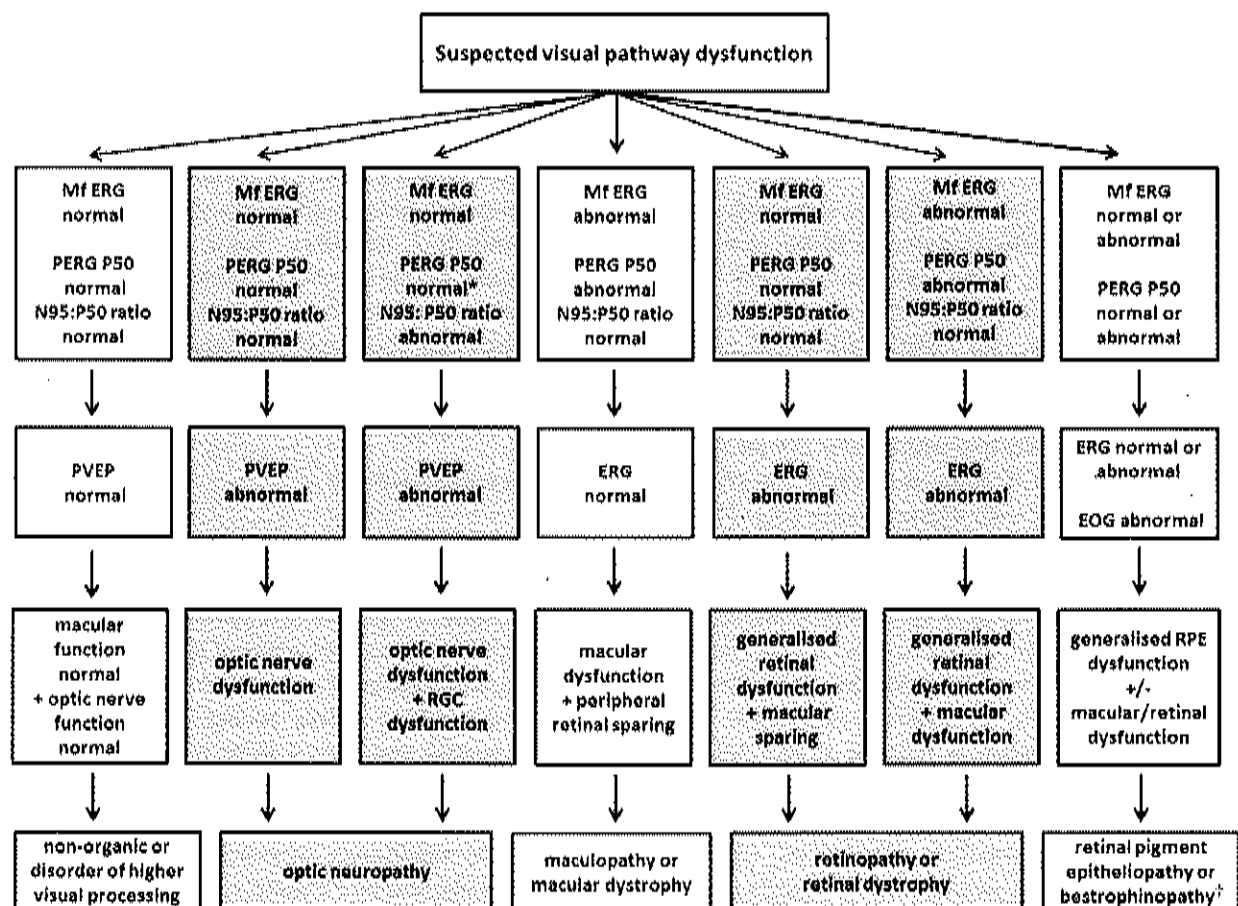 Suspected visual pathway dysfunction
Mf ERG
normal
PERG P50
normal
N95:P50 ratio
normal
Mf ERG
normal
PERG P50
normal
N95:P50 ratio
normal
Mf ERG
normal
PERG P50
normal*
N95: P50 ratio
abnormal
Mf ERG
abnormal
PERG P50
abnormal
N95:P50 ratio
normal
Mf ERG
normal
PERG P50
normal
N95:P50 ratio
normal
Mf ERG
abnormal
PERG P50
abnormal
N95:P50 ratio
normal
Mf ERG
normal or
abnormal
PERG P50
normal or
abnormal
PVEP
normal
PVEP
abnormal
PVEP
abnormal
ERG
normal
ERG
abnormal
ERG
abnormal
ERG normal or
abnormal
EOG abnormal
macular
function
normal
+ optic nerve
function
normal
optic nerve
dysfunction
optic nerve
dysfunction
+ RGC
dysfunction
macular
dysfunction
+ peripheral
retinal sparing
generalised
retinal
dysfunction
+ macular
sparing
generalised
retinal
dysfunction
+ macular
dysfunction
generalised RPE
dysfunction
+/-
macular/retinal
dysfunction
non-organic or
disorder of higher
visual processing
optic neuropathy
maculopathy or
macular dystrophy
retinopathy or
retinal dystrophy
retinal pigment
epitheliopathy or
bestrophinopathy†